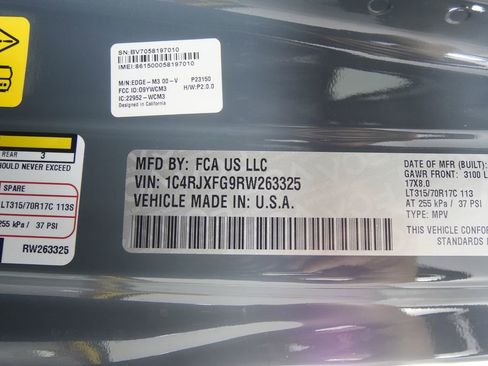 SN:BV7058197010
IMEI:861500058197010
M/N:EDGE-M3 00-V P23150
FCC ID:O9YWCM3 H/W:P2.0.0
IC:22952-WCM3
Designed in California
REAR 3
SHOULD NEVER EXCEED
SPARE
LT315/70R17C 113S
AT 255 kPa / 37 PSI
RW263325
MFD BY: FCA US LLC
VIN: 1C4RJXFG9RW263325
VEHICLE MADE IN: U.S.A.
DATE OF MFR (BUILT):
GAWR FRONT: 3100 L
17X8.0
LT315/70R17C 113
AT 255 kPa / 37 PSI
TYPE: MPV
THIS VEHICLE CONFORM
STANDARDS